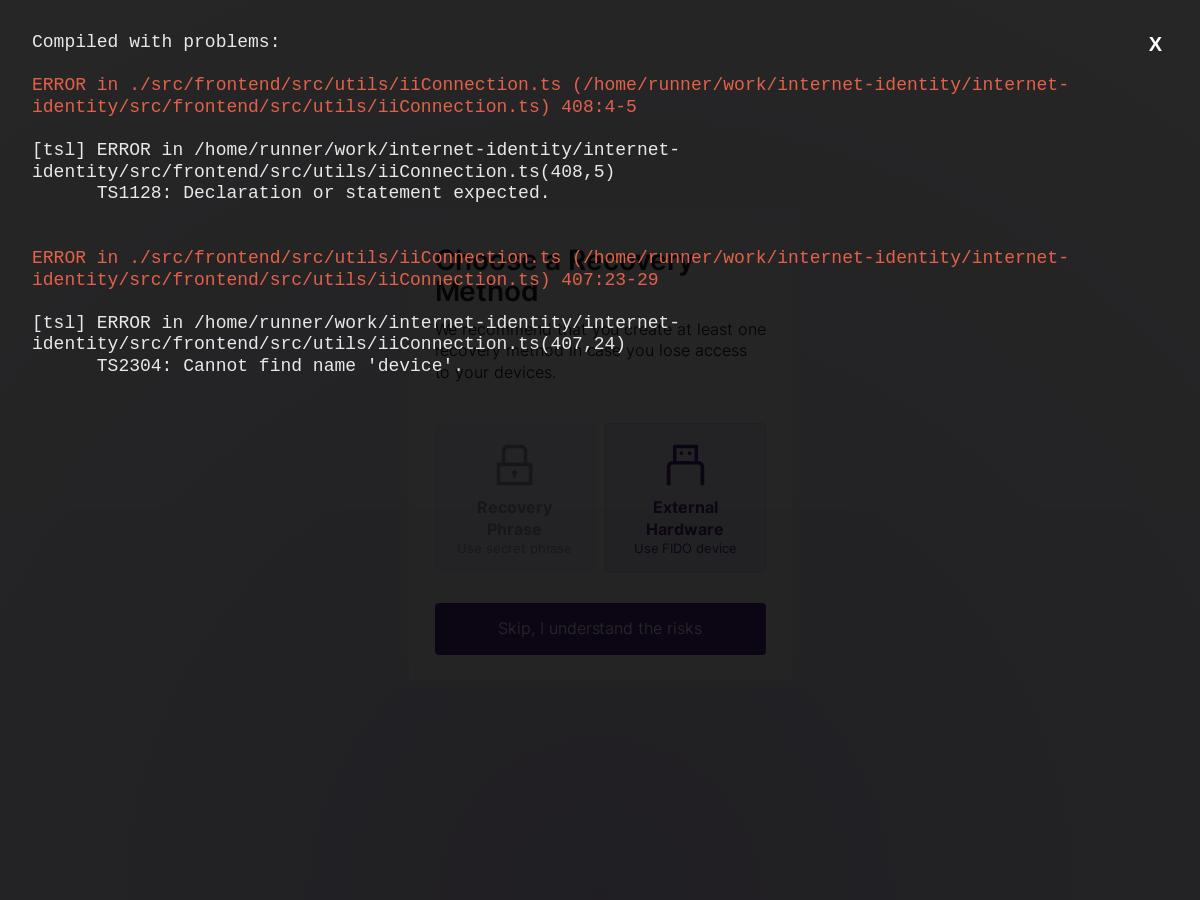 Compiled with problems:
X
ERROR in ./src/frontend/src/utils/iiConnection.ts (/home/runner/work/internet-identity/internet-
identity/src/frontend/src/utils/iiConnection.ts) 408:4-5
[tsl] ERROR in /home/runner/work/internet-identity/internet-
identity/src/frontend/src/utils/iiConnection.ts(408,5)
TS1128: Declaration or statement expected.
ERROR in ./src/frontend/src/utils/iiConnection.ts (/home/runner/work/internet-identity/internet-
identity/src/frontend/src/utils/iiConnection.ts) 407:23-29
[tsl] ERROR in /home/runner/work/internet-identity/internet-
identity/src/frontend/src/utils/iiConnection.ts(407,24)
TS2304: Cannot find name 'device'.
Choose a Recovery
Method
We recommend that you create at least one
recovery method in case you lose access
to your devices.
Recovery
Phrase
Use secret phrase
External
Hardware
Use FIDO device
Skip, I understand the risks